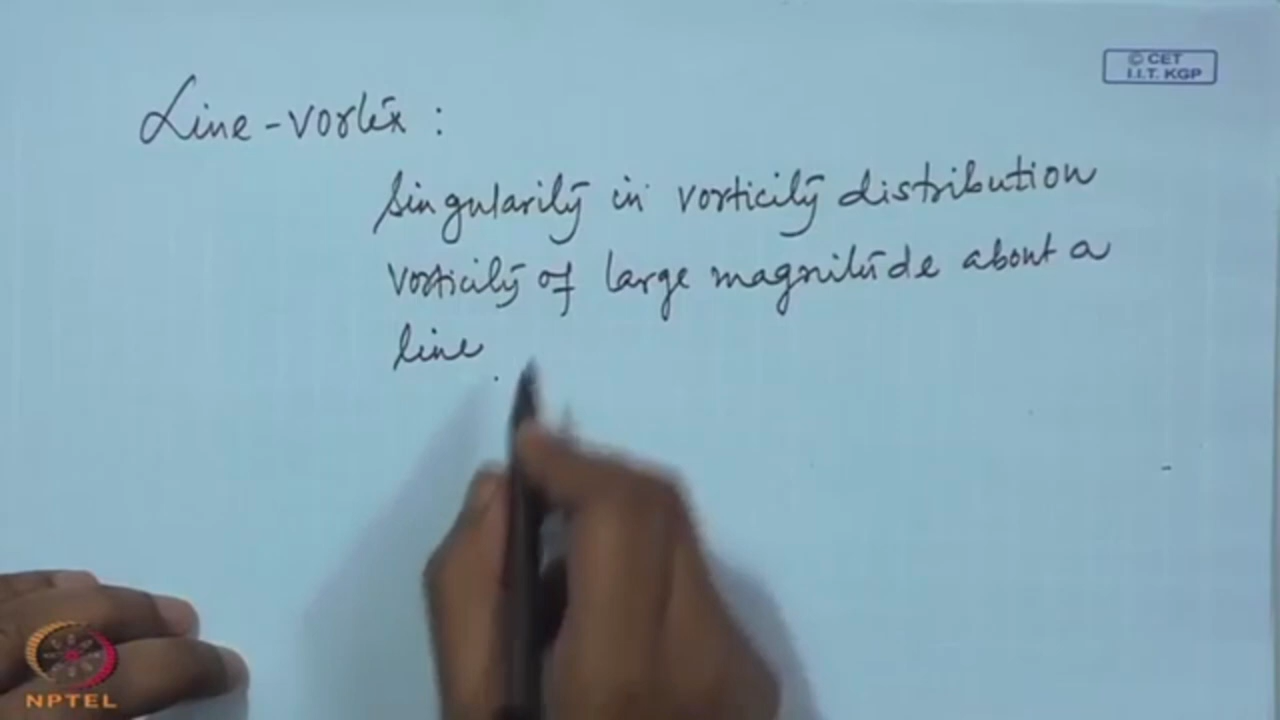 © CET
I.I.T. KGP
Line-vortex :
Singularity in vorticity distribution
vorticity of large magnitude about a
line.
NPTEL